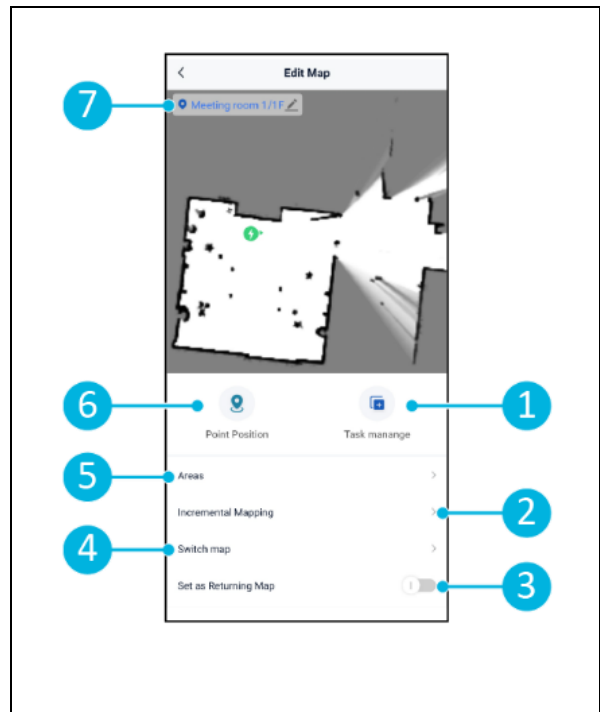 Edit Map
7
Meeting room 1/1F
6
1
Point Position
Task manange
5
Areas
Incremental Mapping
2
4
Switch map
Set as Returning Map
3